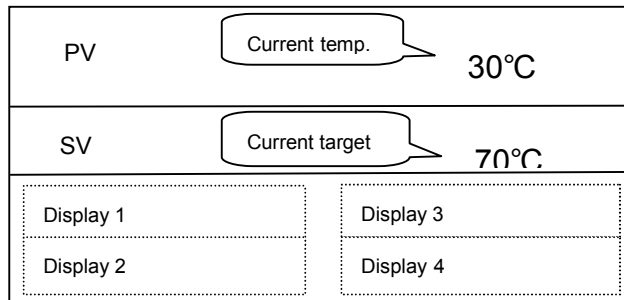 PV Current temp. 30℃
SV Current target 70℃
Display 1 Display 3
Display 2 Display 4